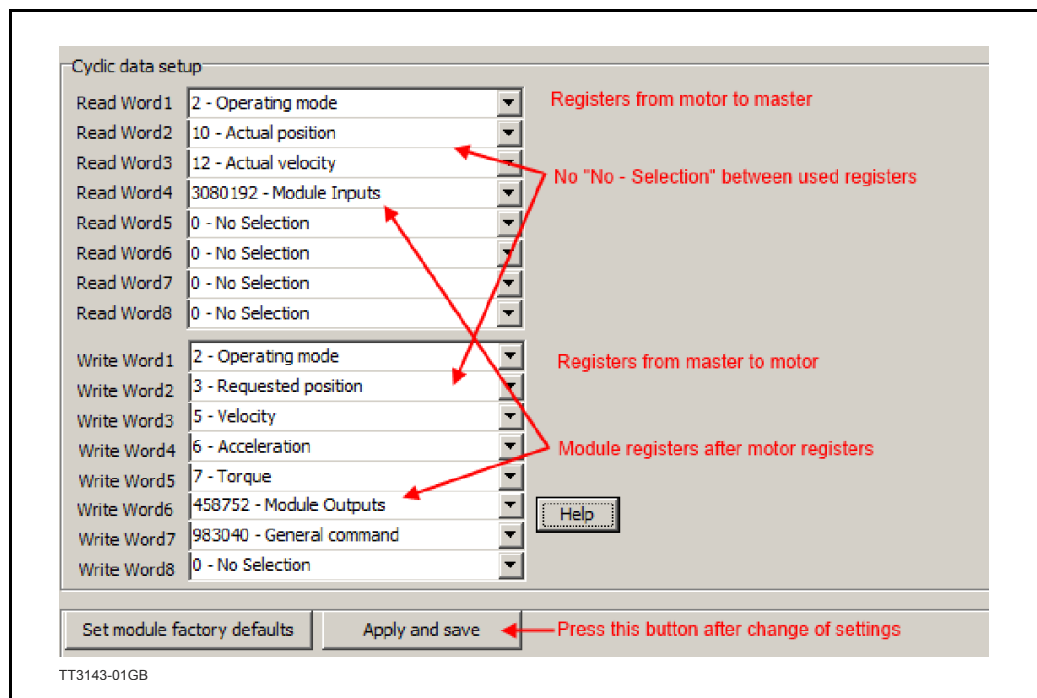 Cyclic data setup
Read Word1 2 - Operating mode Registers from motor to master
Read Word2 10 - Actual position
Read Word3 12 - Actual velocity
No "No - Selection" between used registers
Read Word4 3080192 - Module Inputs
Read Word5 0 - No Selection
Read Word6 0 - No Selection
Read Word7 0 - No Selection
Read Word8 0 - No Selection
Write Word1 2 - Operating mode Registers from master to motor
Write Word2 3 - Requested position
Write Word3 5 - Velocity
Write Word4 6 - Acceleration Module registers after motor registers
Write Word5 7 - Torque
Write Word6 458752 - Module Outputs Help
Write Word7 983040 - General command
Write Word8 0 - No Selection
Set module factory defaults Apply and save Press this button after change of settings
TT3143-01GB